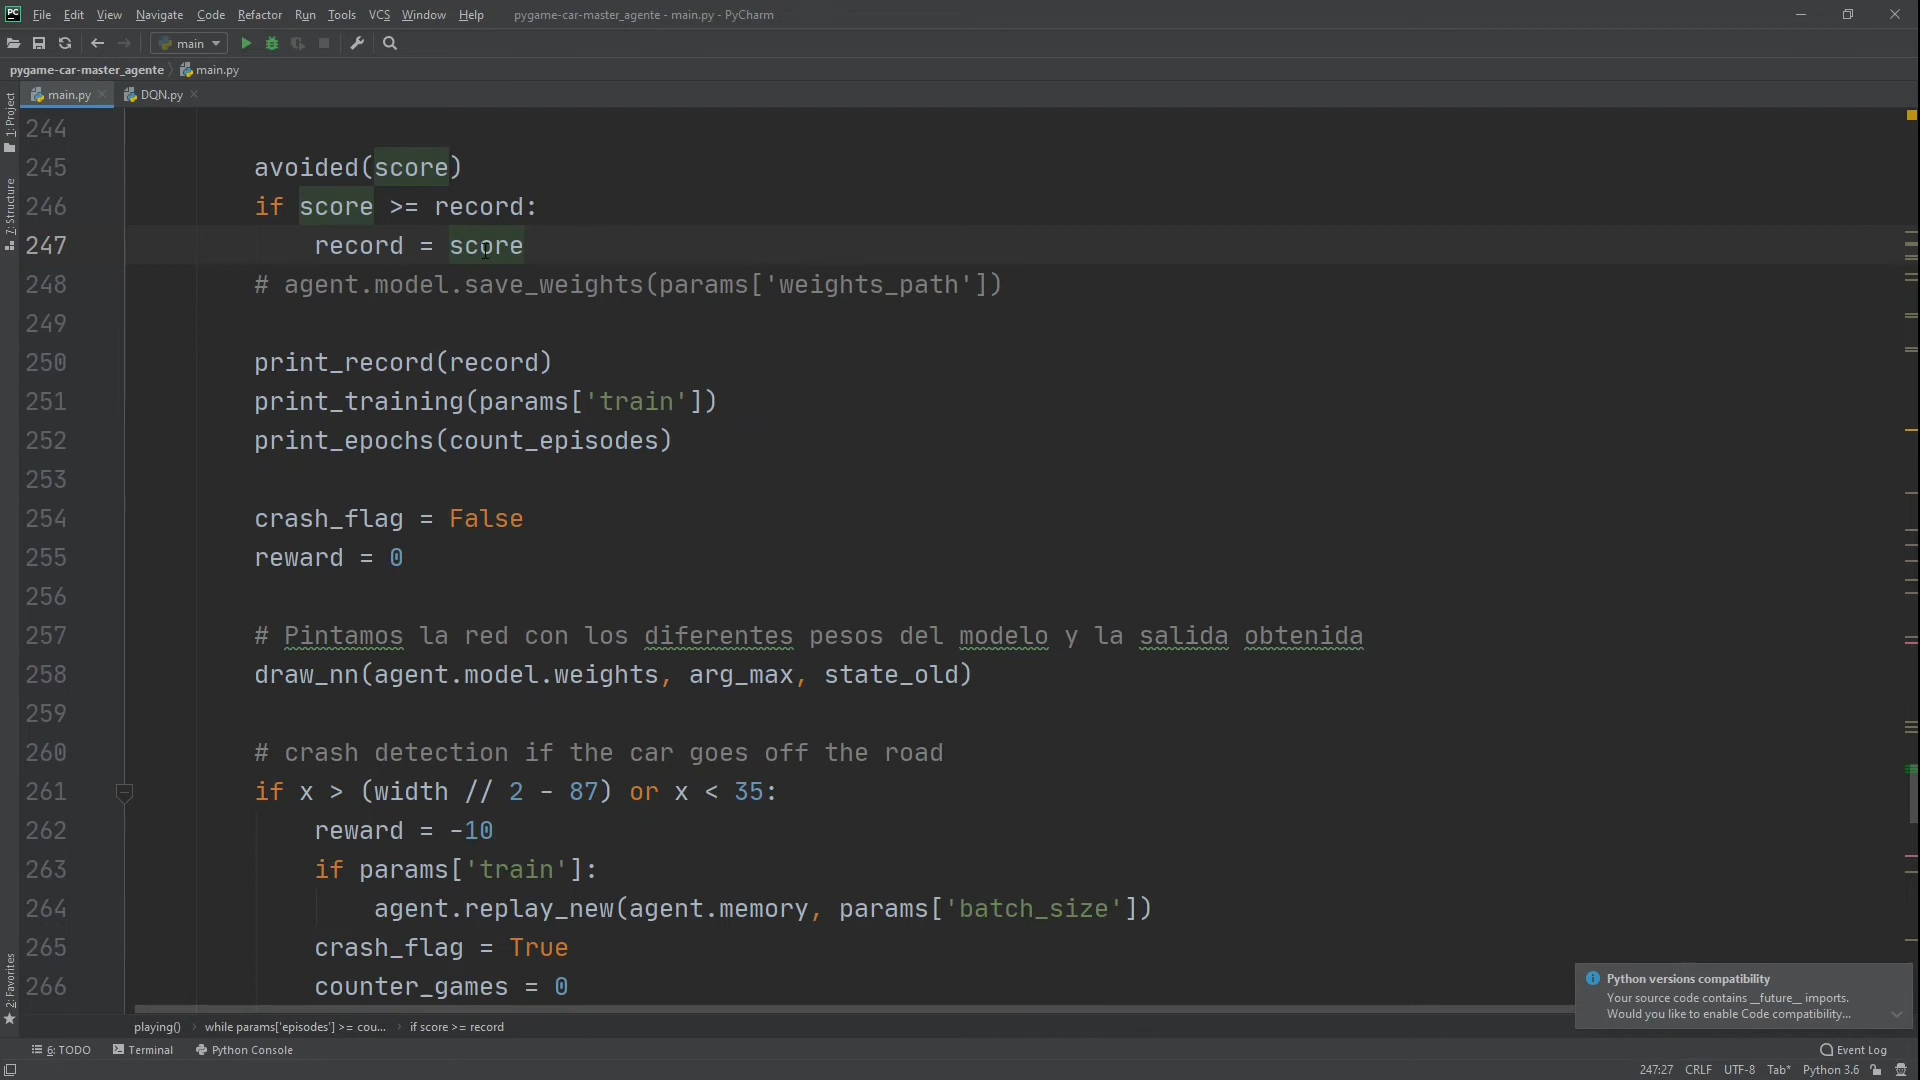 PC File Edit View Navigate Code Refactor Run Tools VCS Window Help pygame-car-master_agente - main.py - PyCharm
main
pygame-car-master_agente main.py
main.py DQN.py
1: Project
7: Structure
2: Favorites
244
245 avoided(score)
246 if score >= record:
247 record = score
248 # agent.model.save_weights(params['weights_path'])
249
250 print_record(record)
251 print_training(params['train'])
252 print_epochs(count_episodes)
253
254 crash_flag = False
255 reward = 0
256
257 # Pintamos la red con los diferentes pesos del modelo y la salida obtenida
258 draw_nn(agent.model.weights, arg_max, state_old)
259
260 # crash detection if the car goes off the road
261 if x > (width // 2 - 87) or x < 35:
262 reward = -10
263 if params['train']:
264 agent.replay_new(agent.memory, params['batch_size'])
265 crash_flag = True
266 counter_games = 0
Python versions compatibility
Your source code contains __future__ imports.
Would you like to enable Code compatibility...
playing() while params['episodes'] >= cou... if score >= record
6: TODO Terminal Python Console Event Log
247:27 CRLF UTF-8 Tab* Python 3.6